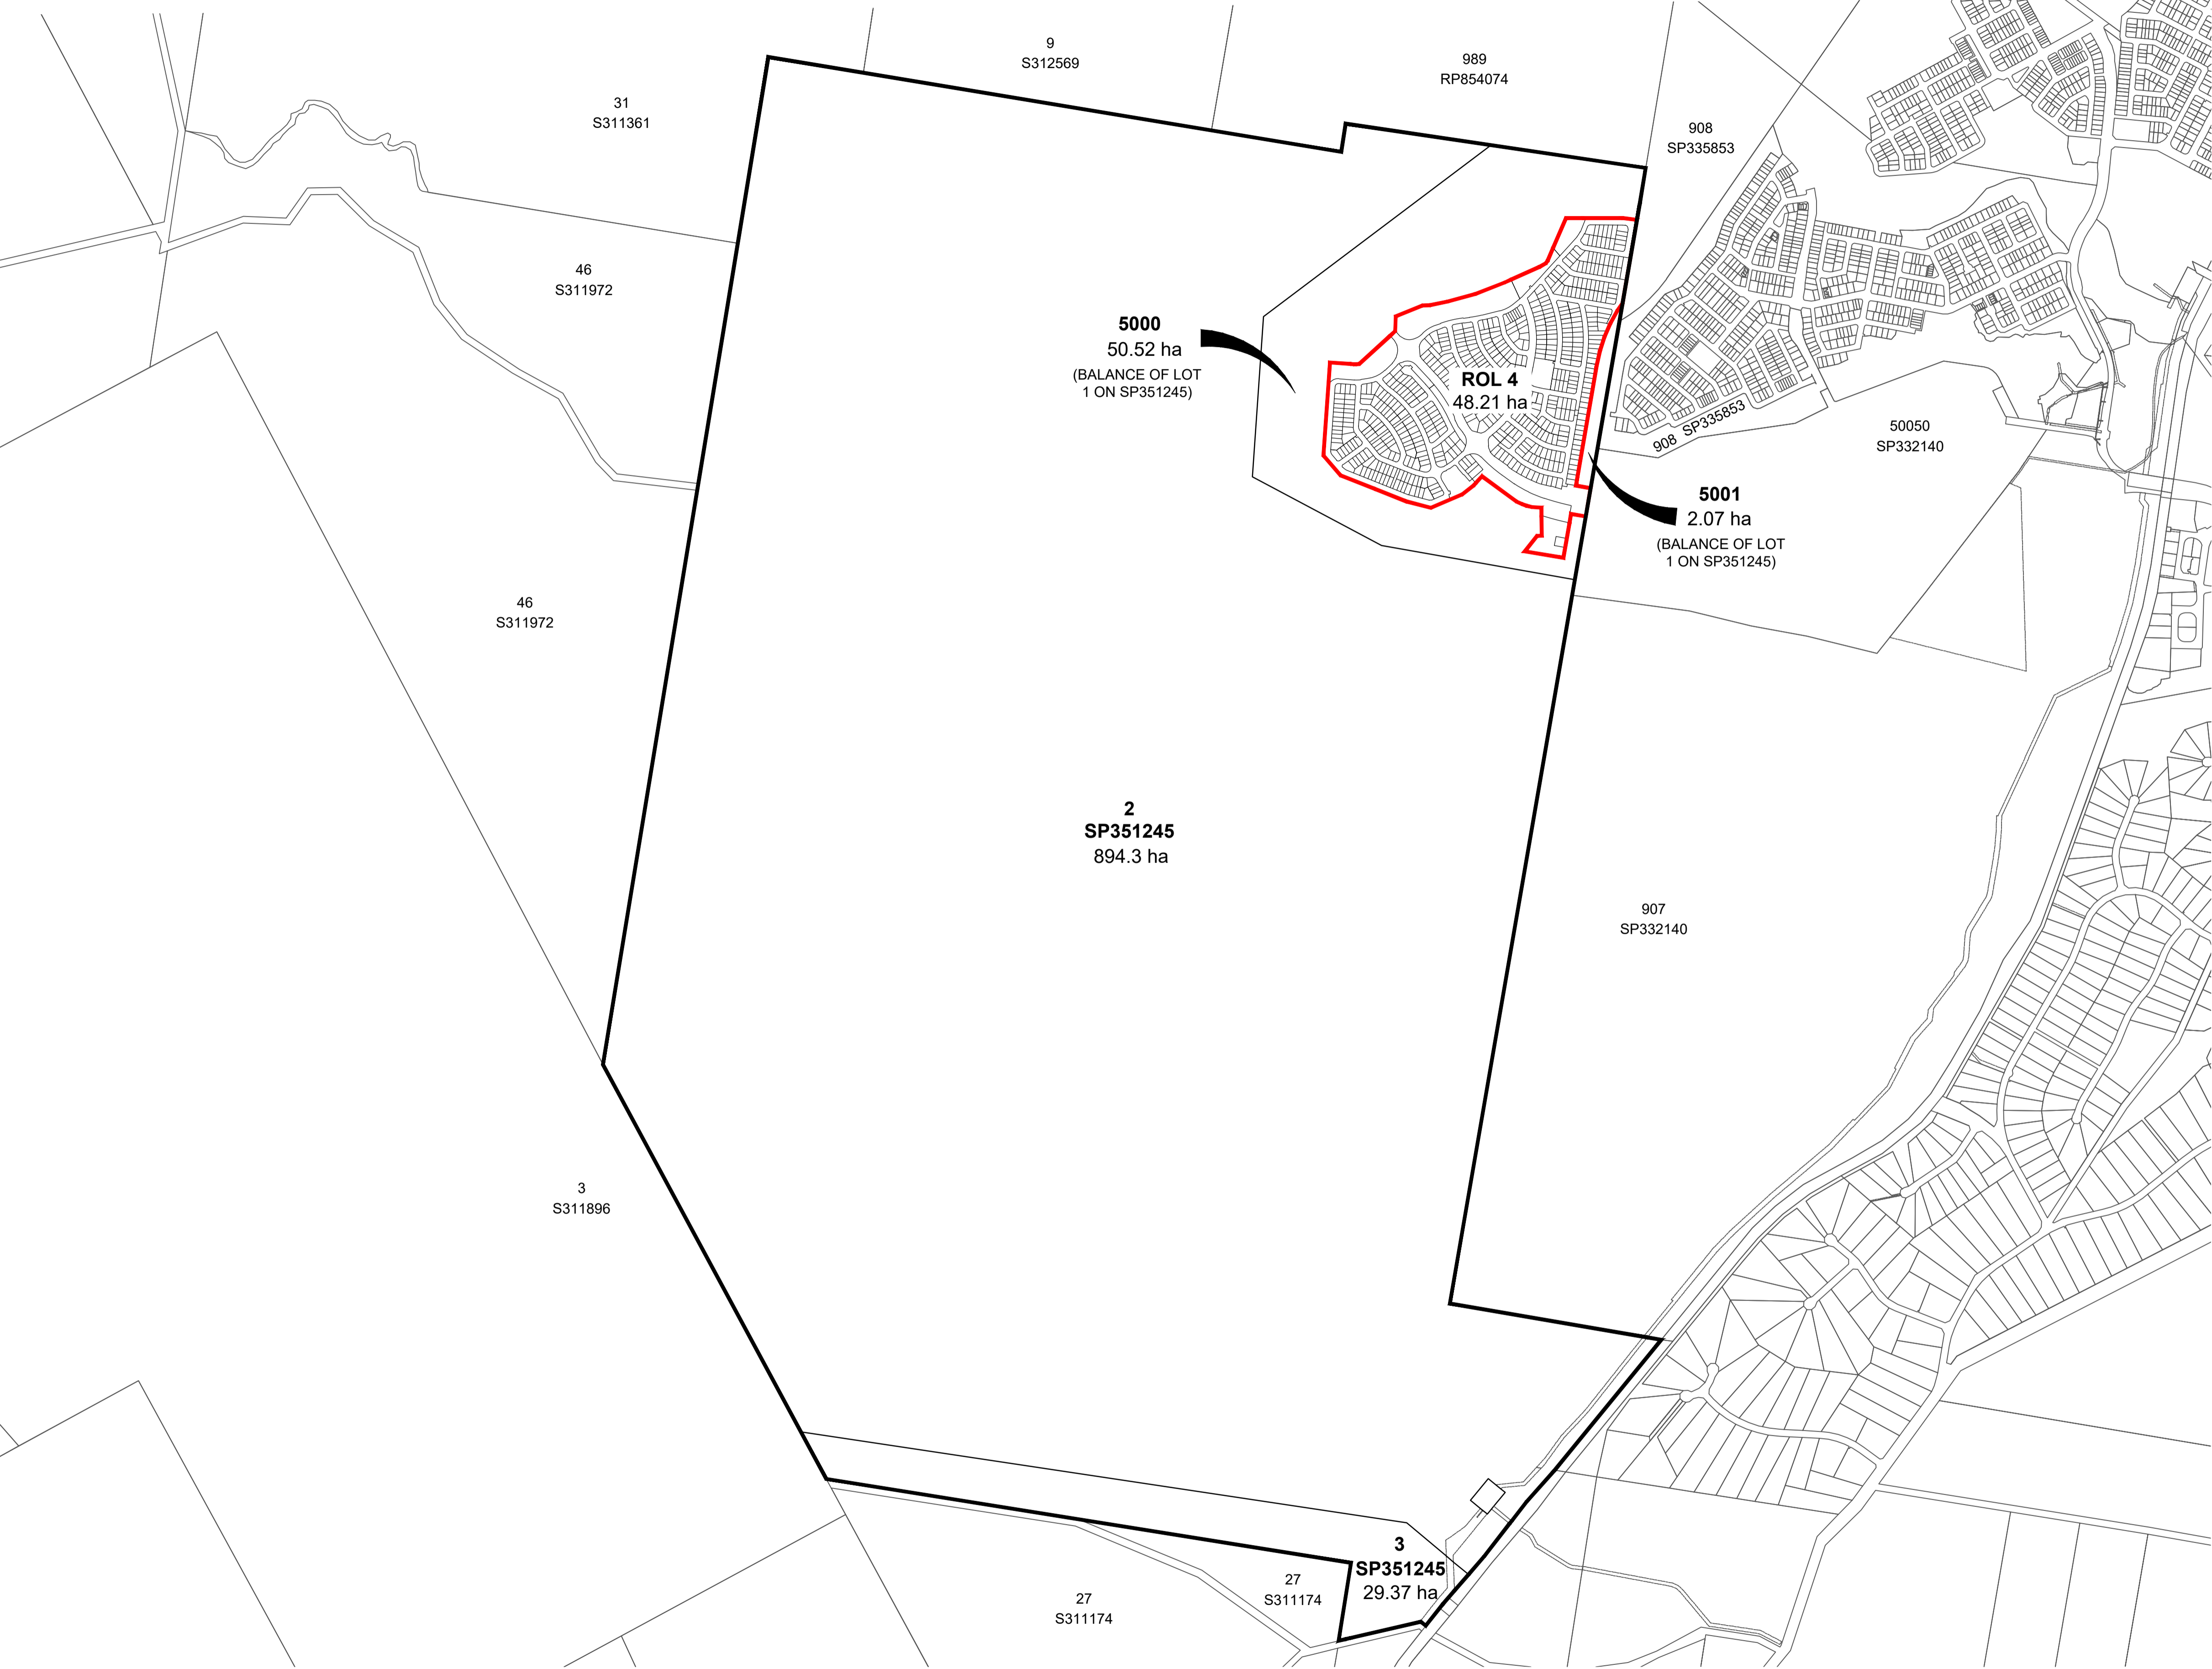 9
S312569
989
RP854074
31
S311361
908
SP335853
46
S311972
5000
50.52 ha
(BALANCE OF LOT
1 ON SP351245)
ROL 4
48.21 ha
908 SP335853
50050
SP332140
5001
2.07 ha
(BALANCE OF LOT
1 ON SP351245)
46
S311972
2
SP351245
894.3 ha
907
SP332140
3
S311896
3
SP351245
29.37 ha
27
S311174
27
S311174